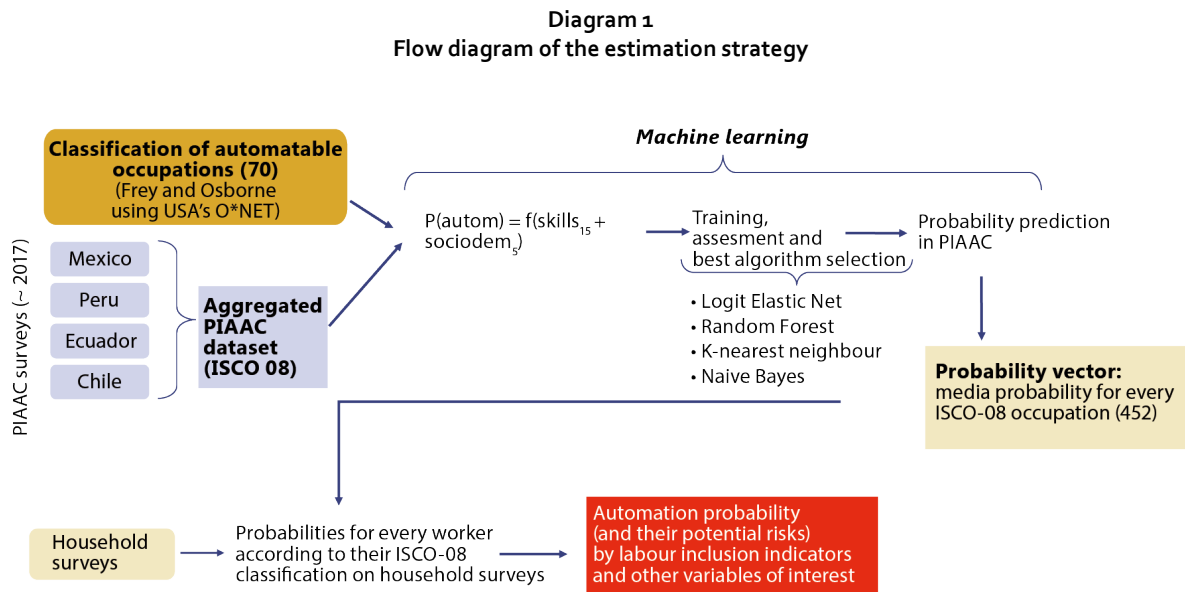 Diagram 1
Flow diagram of the estimation strategy
Machine learning
Classification of automatable
occupations (70)
(Frey and Osborne
using USA's O*NET)
PIAAC surveys (~ 2017)
Mexico
Peru
Ecuador
Chile
Aggregated
PIAAC
dataset
(ISCO 08)
P(autom) = f(skills15 +
sociodem5)
Training,
assesment and
best algorithm selection
• Logit Elastic Net
• Random Forest
• K-nearest neighbour
• Naive Bayes
Probability prediction
in PIAAC
Probability vector:
media probability for every
ISCO-08 occupation (452)
Household
surveys
Probabilities for every worker
according to their ISCO-08
classification on household surveys
Automation probability
(and their potential risks)
by labour inclusion indicators
and other variables of interest